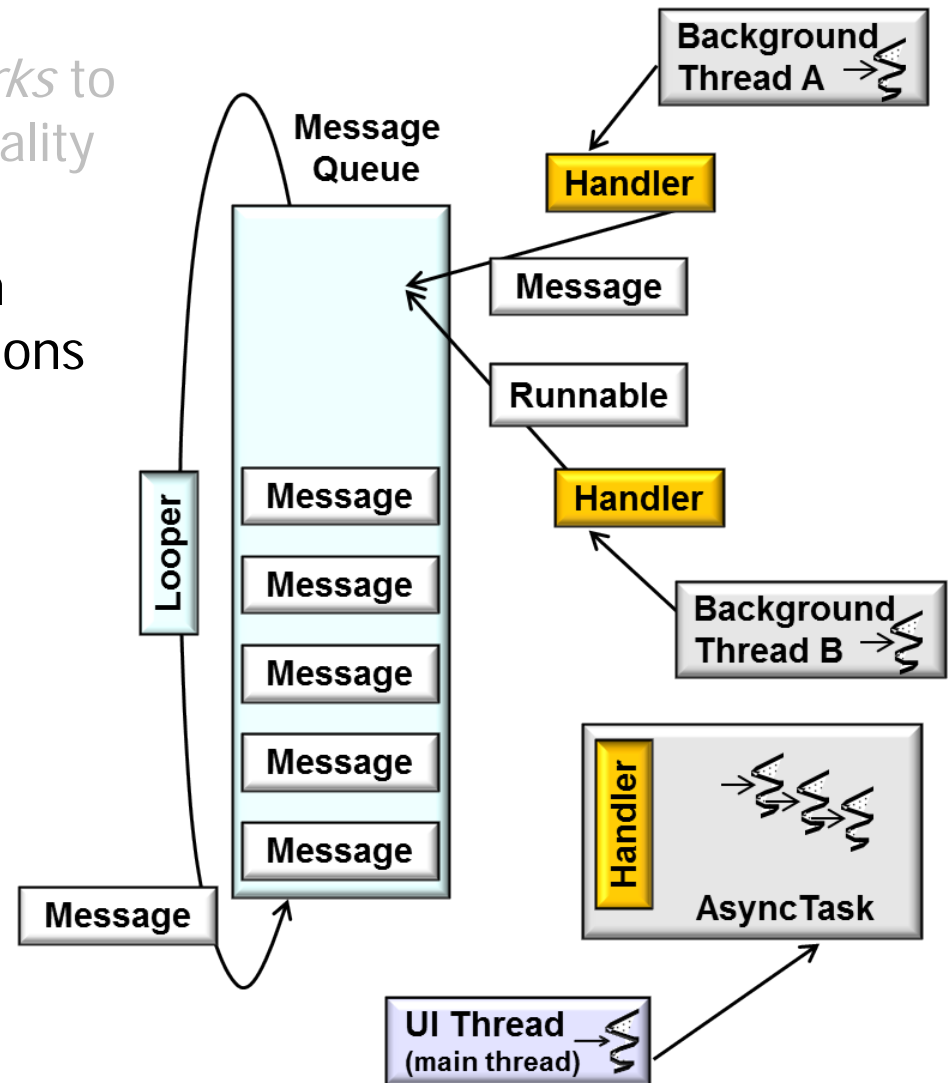 rks to
ality
ons
Message
Queue
Background
Thread A
Handler
Message
Runnable
Handler
Background
Thread B
Looper
Message
Message
Message
Message
Message
Message
Handler
AsyncTask
UI Thread
(main thread)